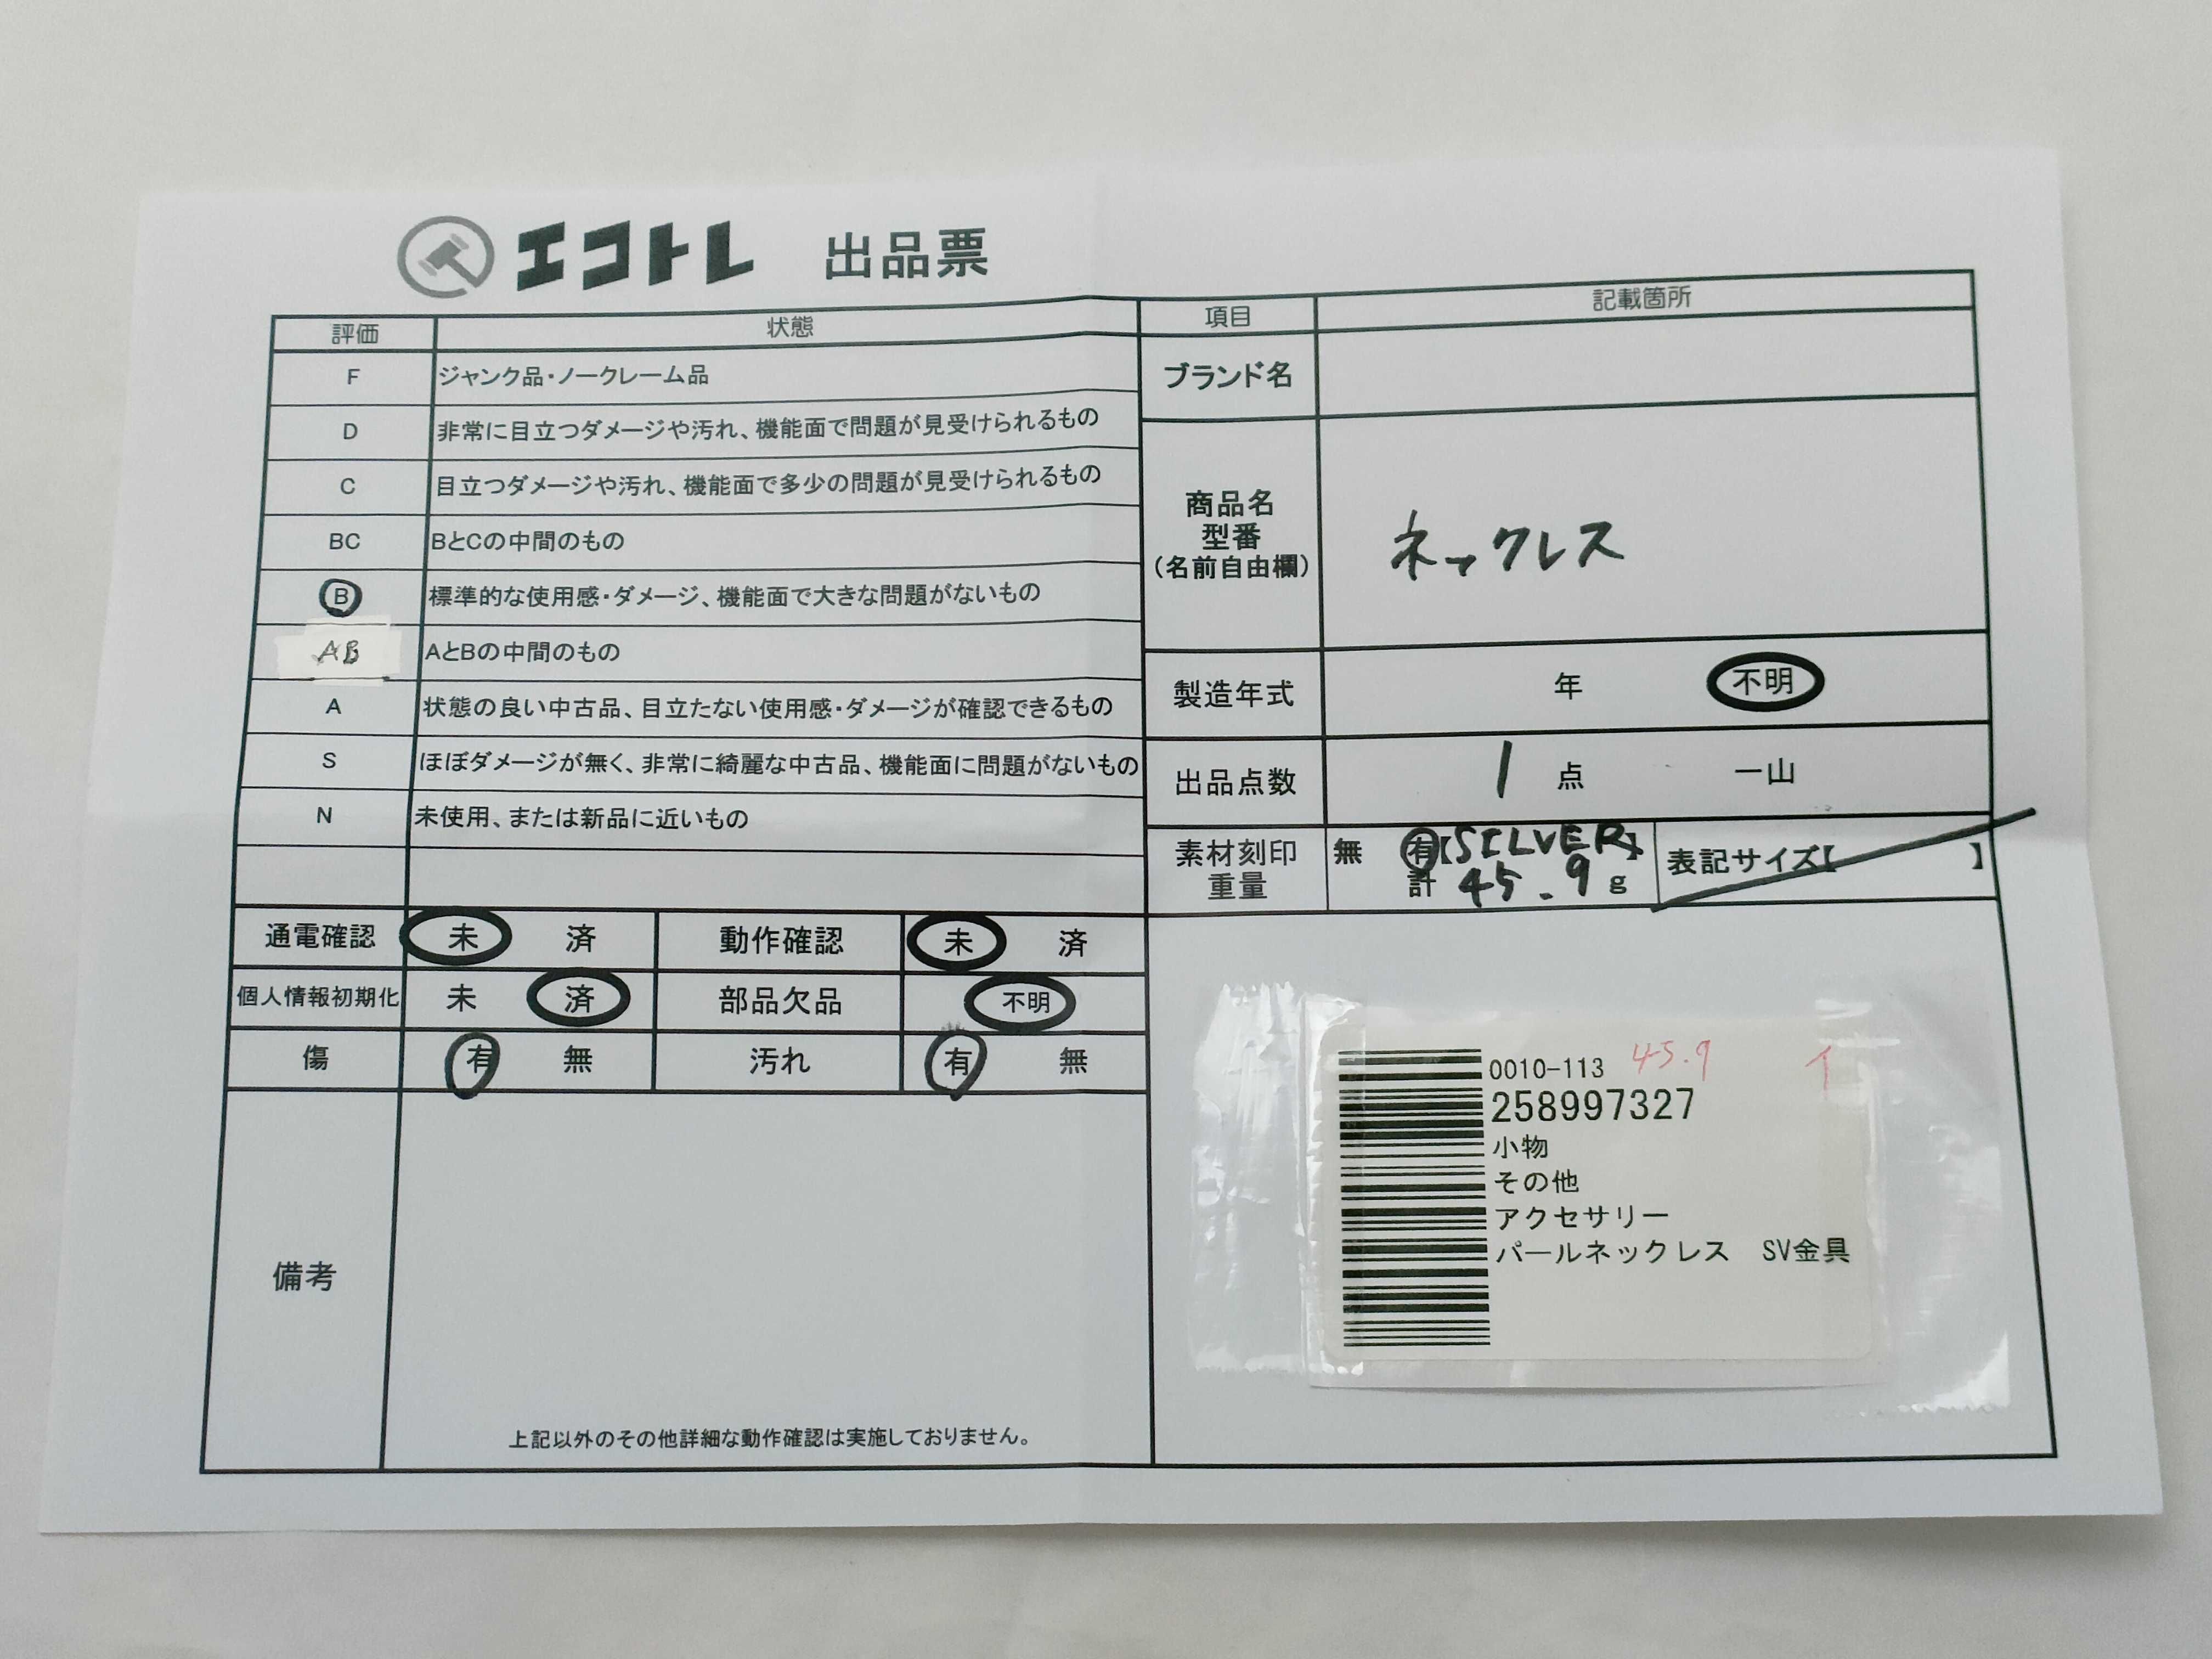 エコトレ 出品票
評価 状態
F ジャンク品・ノークレーム品
D 非常に目立つダメージや汚れ、機能面で問題が見受けられるもの
C 目立つダメージや汚れ、機能面で多少の問題が見受けられるもの
BC BとCの中間のもの
B 標準的な使用感・ダメージ、機能面で大きな問題がないもの
AB AとBの中間のもの
A 状態の良い中古品、目立たない使用感・ダメージが確認できるもの
S ほぼダメージが無く、非常に綺麗な中古品、機能面に問題がないもの
N 未使用、または新品に近いもの
通電確認 未 済 動作確認 未 済
個人情報初期化 未 済 部品欠品 不明
傷 有 無 汚れ 有 無
備考
上記以外のその他詳細な動作確認は実施しておりません。
項目 記載箇所
ブランド名
商品名
型番
(名前自由欄)
ネックレス
製造年式 年 不明
出品点数 1 点 一山
素材刻印 無 有【SILVER】
重量 計 45.9 g
表記サイズ【 】
0010-113 45.9 イ
258997327
小物
その他
アクセサリー
パールネックレス SV金具